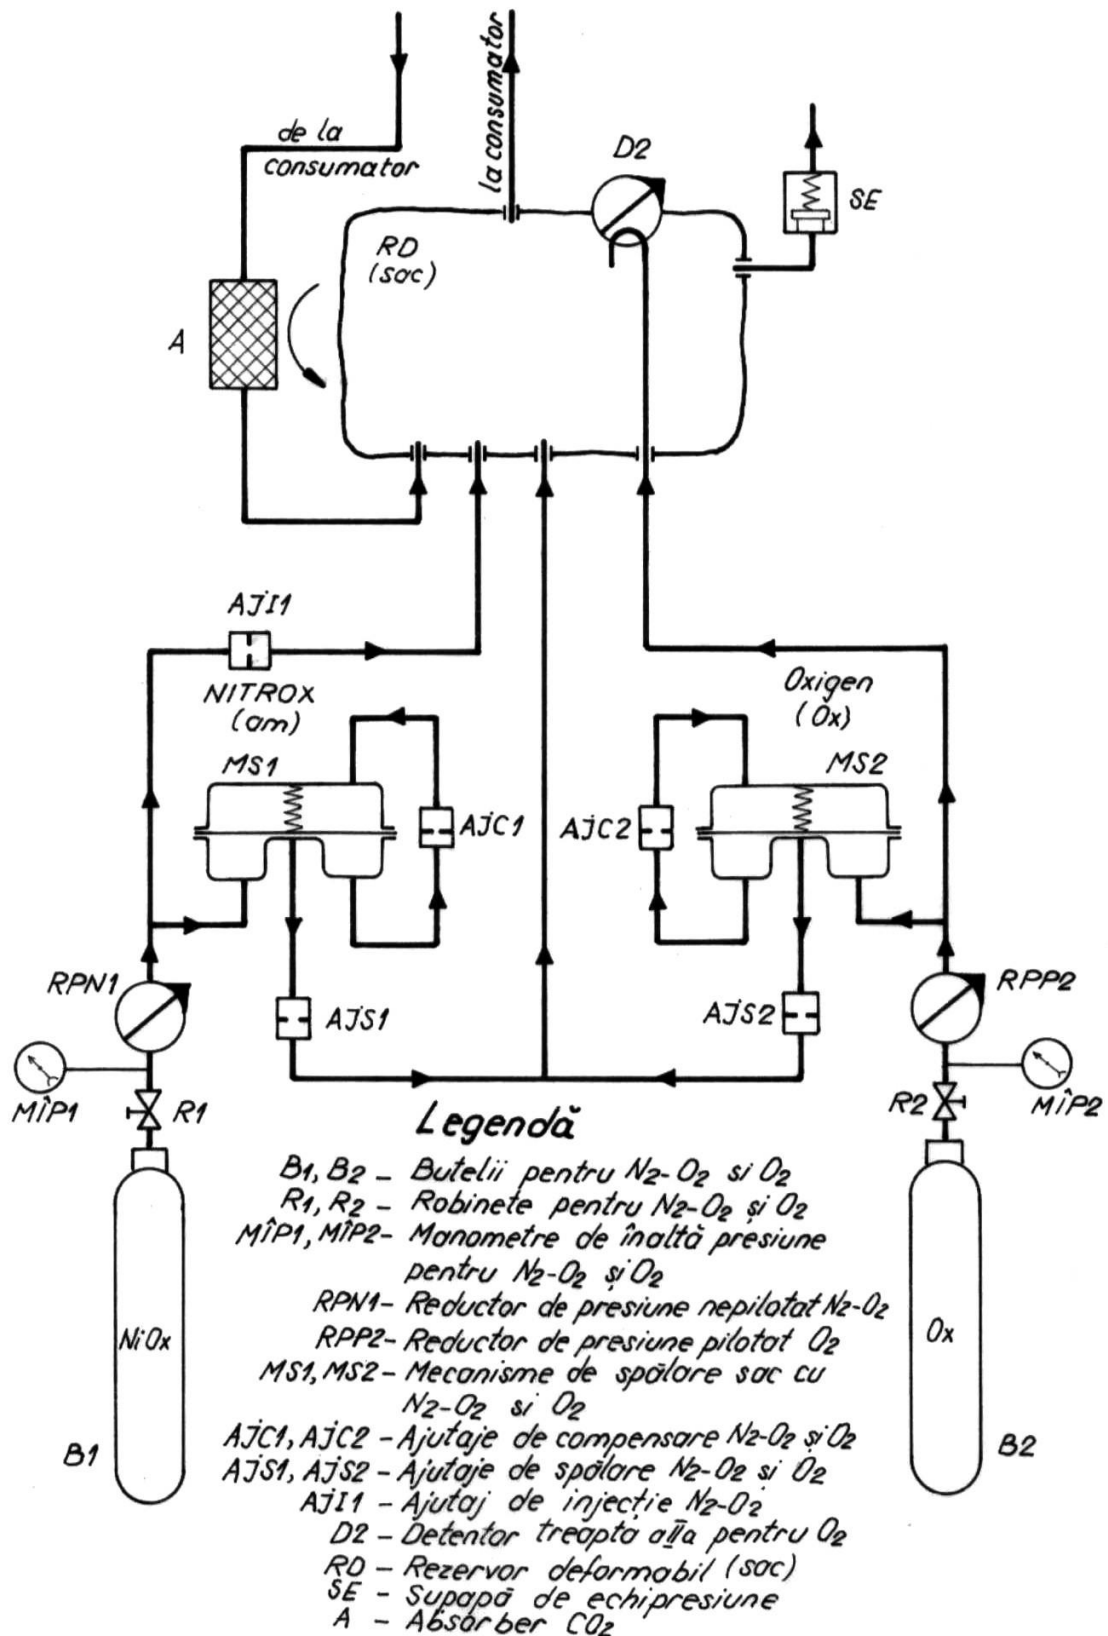 de la
consumator
la consumator
D2
SE
RD
(sac)
A
AJI1
NITROX
(am)
Oxigen
(Ox)
MS1
MS2
AJC1
AJC2
RPN1
RPP2
AJS1
AJS2
MÎP1
R1
R2
MÎP2
Legendă
B1, B2 - Butelii pentru N2-O2 si O2
R1, R2 - Robinete pentru N2-O2 și O2
MÎP1, MÎP2- Manometre de înaltă presiune
pentru N2-O2 și O2
RPN1- Reductor de presiune nepilotat N2-O2
RPP2- Reductor de presiune pilotat O2
MS1, MS2 - Mecanisme de spălare sac cu
N2-O2 si O2
AJC1, AJC2 - Ajutaje de compensare N2-O2 și O2
AJS1, AJS2 - Ajutaje de spălare N2-O2 si O2
AJI1 - Ajutaj de injecție N2-O2
D2 - Detentor treapta a II a pentru O2
RD - Rezervor deformabil (sac)
SE - Supapă de echipresiune
A - Absorber CO2
NiOx
Ox
B1
B2